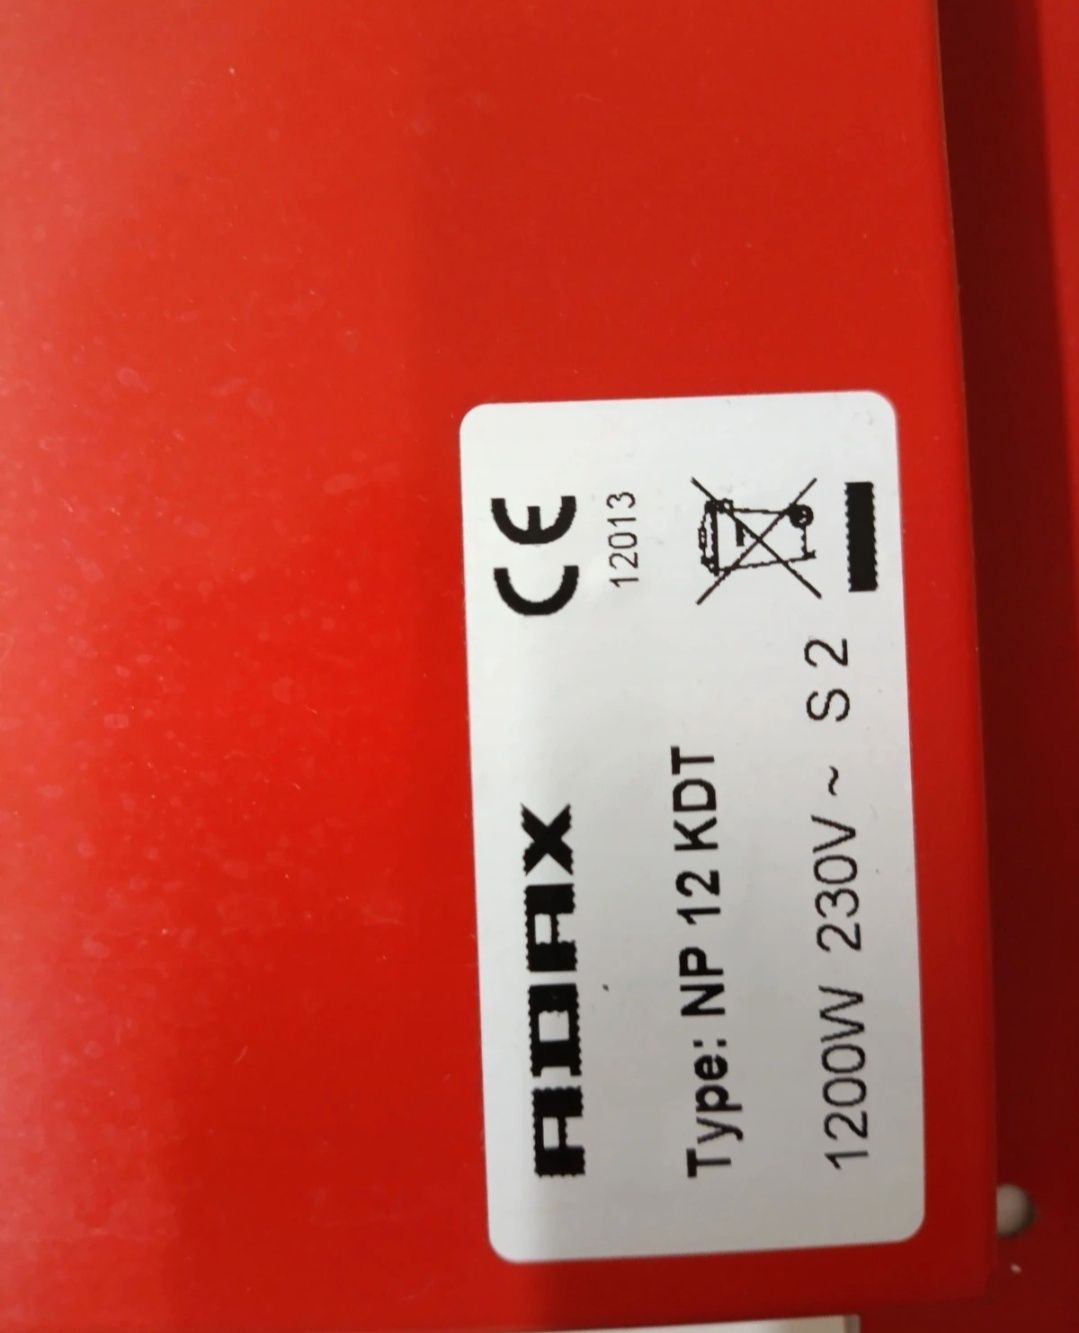 ADAX
CE
12013
Type: NP 12 KDT
1200W 230V ~ S 2